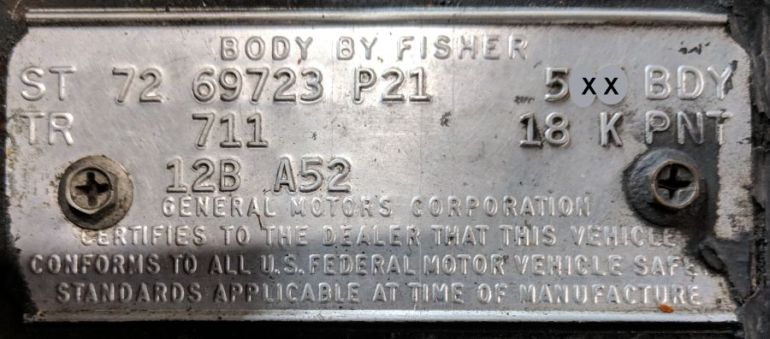 BODY BY FISHER
ST 72 69723 P21 5 X X BDY
TR 711 18 K PNT
12B A52
GENERAL MOTORS CORPORATION
CERTIFIES TO THE DEALER THAT THIS VEHICLE
CONFORMS TO ALL U.S. FEDERAL MOTOR VEHICLE SAF
STANDARDS APPLICABLE AT TIME OF MANUFACTURE